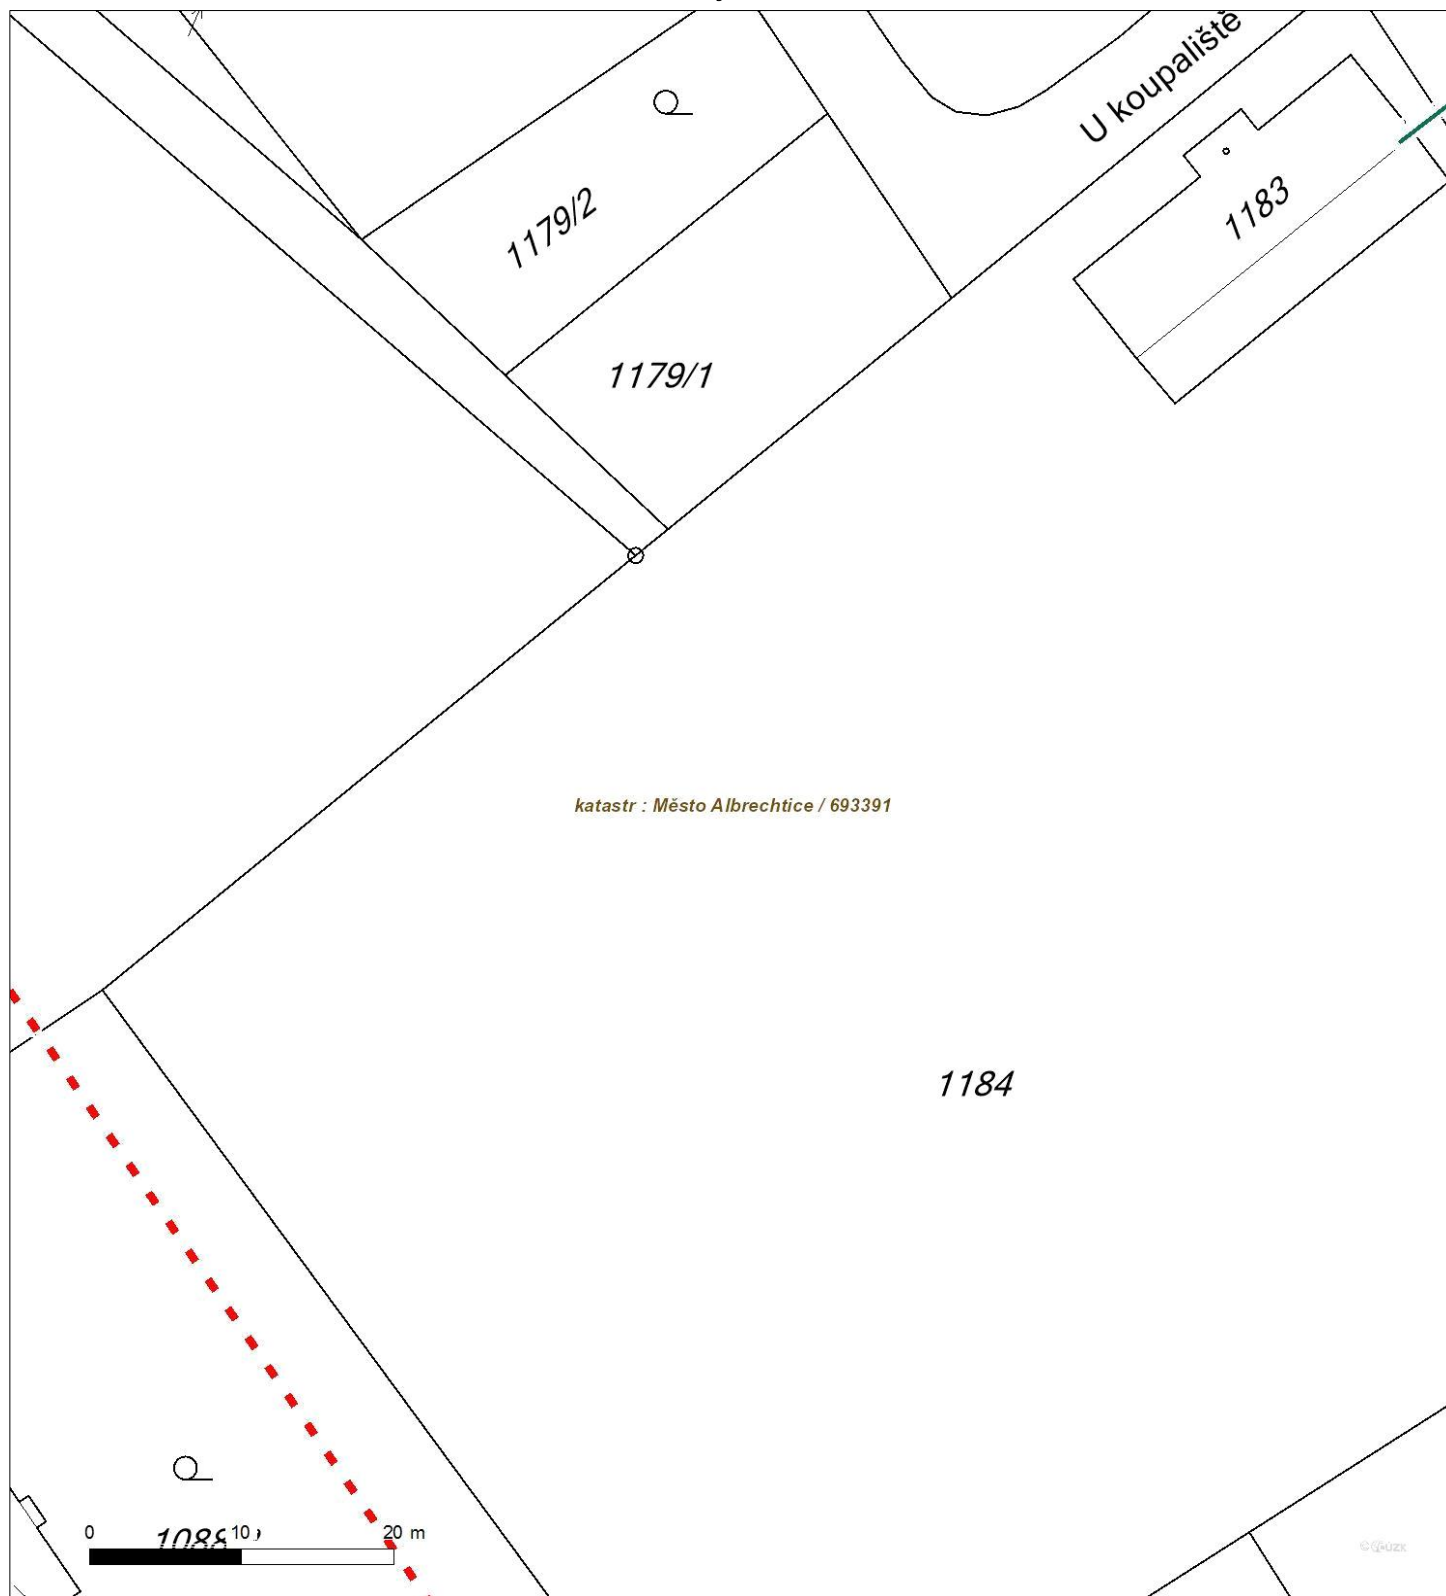 U koupaliště
1179/2
1183
1179/1
katastr : Město Albrechtice / 693391
1184
0 10 20 m